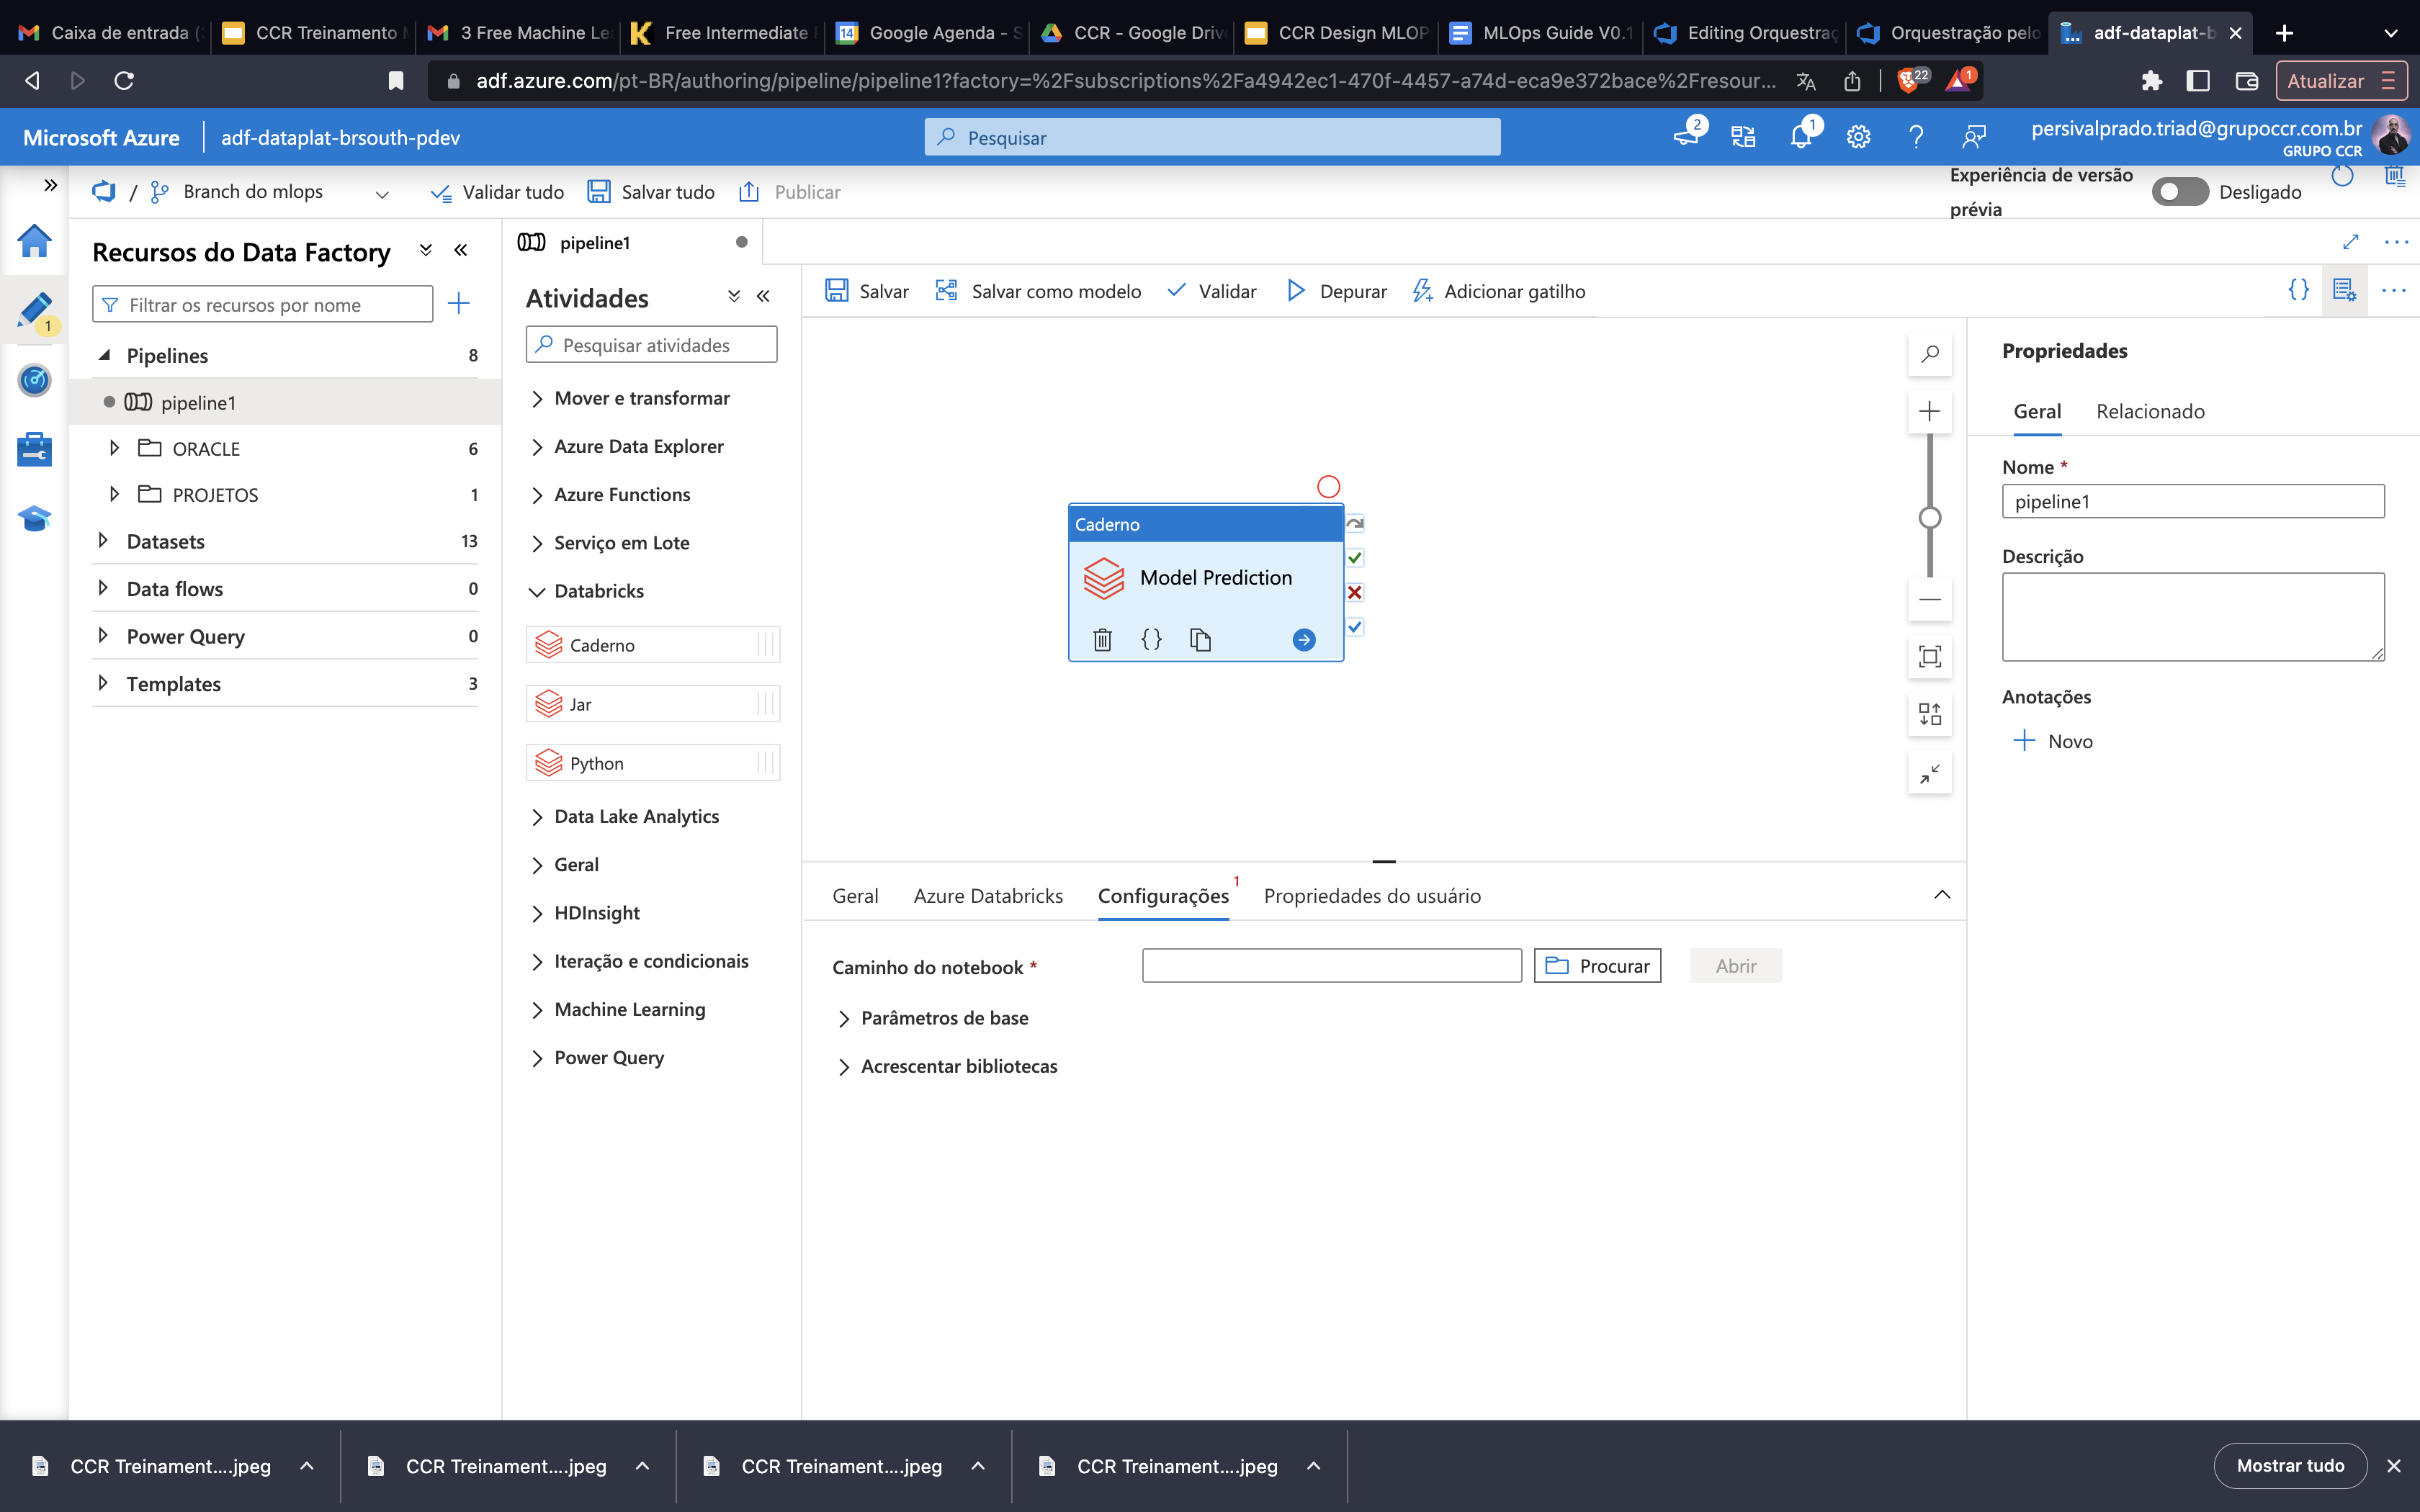 Caixa de entrada (
CCR Treinamento M
3 Free Machine Le
Free Intermediate P
14
Google Agenda - S
CCR - Google Drive
CCR Design MLOP
MLOps Guide V0.1
Editing Orquestraç
Orquestração pelo
adf-dataplat-b
adf.azure.com/pt-BR/authoring/pipeline/pipeline1?factory=%2Fsubscriptions%2Fa4942ec1-470f-4457-a74d-eca9e372bace%2Fresour...
22
1
Atualizar
Microsoft Azure
adf-dataplat-brsouth-pdev
Pesquisar
2
1
persivalprado.triad@grupoccr.com.br
GRUPO CCR
/
Branch do mlops
Validar tudo
Salvar tudo
Publicar
Experiência de versão
prévia
Desligado
1
Recursos do Data Factory
Filtrar os recursos por nome
Pipelines
8
pipeline1
ORACLE
6
PROJETOS
1
Datasets
13
Data flows
0
Power Query
0
Templates
3
pipeline1
Atividades
Pesquisar atividades
Mover e transformar
Azure Data Explorer
Azure Functions
Serviço em Lote
Databricks
Caderno
Jar
Python
Data Lake Analytics
Geral
HDInsight
Iteração e condicionais
Machine Learning
Power Query
Salvar
Salvar como modelo
Validar
Depurar
Adicionar gatilho
Caderno
Model Prediction
Geral
Azure Databricks
Configurações
1
Propriedades do usuário
Caminho do notebook *
Procurar
Abrir
Parâmetros de base
Acrescentar bibliotecas
Propriedades
Geral
Relacionado
Nome *
pipeline1
Descrição
Anotações
Novo
CCR Treinament....jpeg
CCR Treinament....jpeg
CCR Treinament....jpeg
CCR Treinament....jpeg
Mostrar tudo